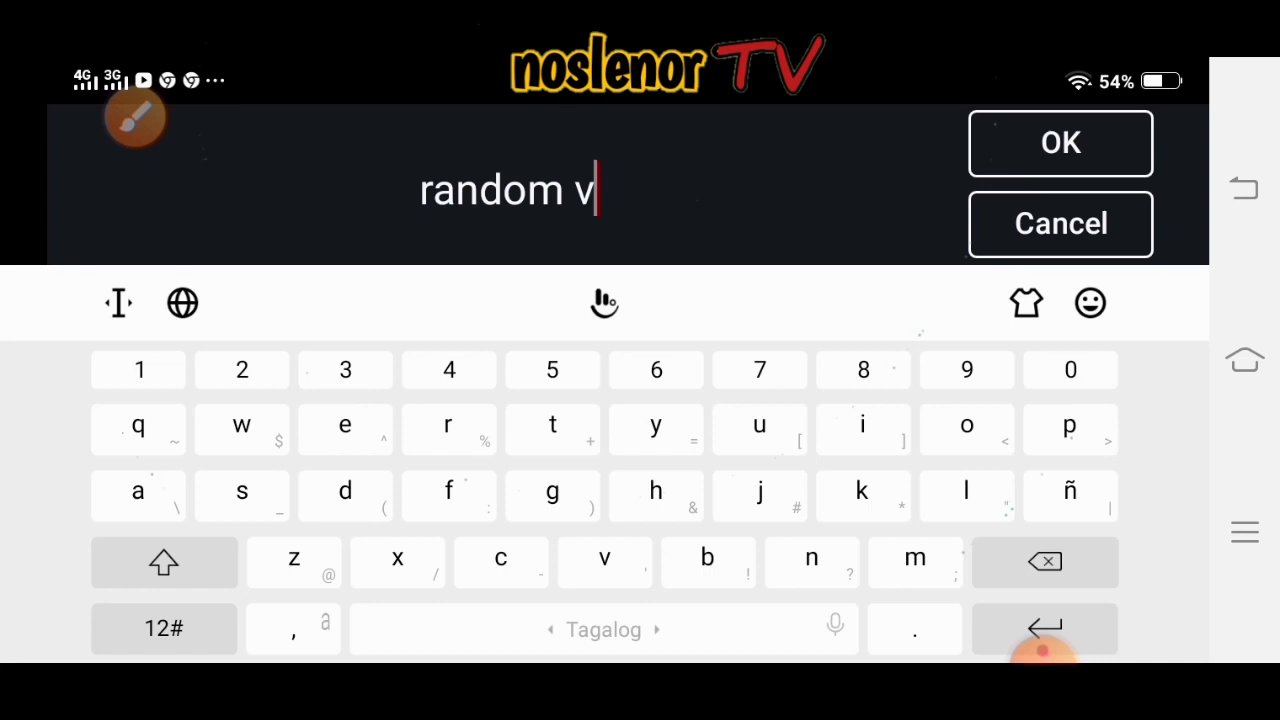 noslenor TV
4G 3G 54%
OK
random v
Cancel
1 2 3 4 5 6 7 8 9 0
q ~ w $ e ^ r % t + y = u [ i ] o < p >
a \ s _ d ( f : g ) h & j # k * l " ñ |
z @ x / c - v ' b ! n ? m ;
12# , a Tagalog .